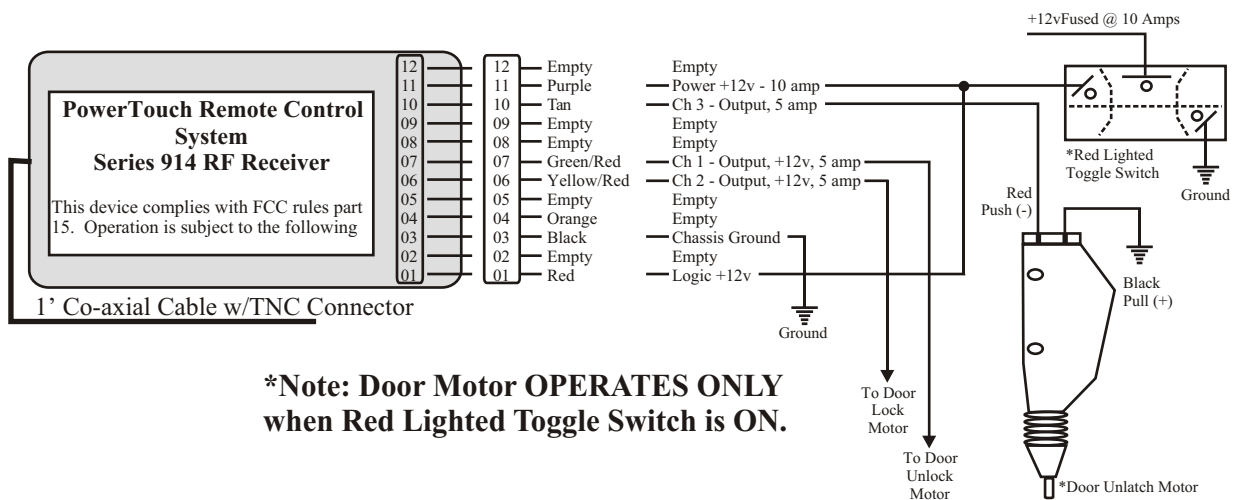 +12vFused @ 10 Amps
PowerTouch Remote Control
System
Series 914 RF Receiver
This device complies with FCC rules part
15. Operation is subject to the following
12 12 Empty Empty
11 11 Purple Power +12v - 10 amp
10 10 Tan Ch 3 - Output, 5 amp
09 09 Empty Empty
08 08 Empty Empty
07 07 Green/Red Ch 1 - Output, +12v, 5 amp
06 06 Yellow/Red Ch 2 - Output, +12v, 5 amp
05 05 Empty Empty
04 04 Orange Empty
03 03 Black Chassis Ground
02 02 Empty Empty
01 01 Red Logic +12v
1’ Co-axial Cable w/TNC Connector
Ground
*Red Lighted
Toggle Switch
Ground
Red
Push (-)
Black
Pull (+)
*Note: Door Motor OPERATES ONLY
when Red Lighted Toggle Switch is ON.
To Door
Lock
Motor
To Door
Unlock
Motor
*Door Unlatch Motor